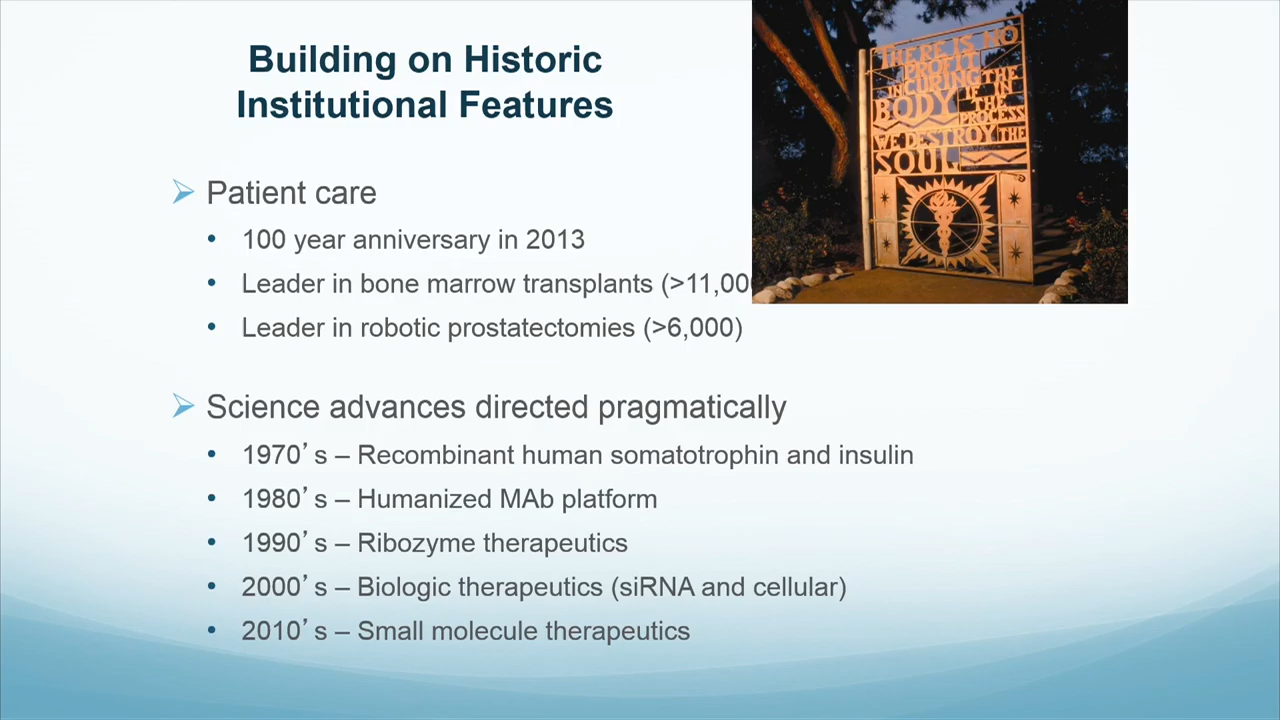 Building on Historic
Institutional Features
THERE IS NO
PROFIT
IN CURING THE
BODY IF IN
THE
PROCESS
WE DESTROY THE
SOUL
➢ Patient care
• 100 year anniversary in 2013
• Leader in bone marrow transplants (>11,00
• Leader in robotic prostatectomies (>6,000)
➢ Science advances directed pragmatically
• 1970’s – Recombinant human somatotrophin and insulin
• 1980’s – Humanized MAb platform
• 1990’s – Ribozyme therapeutics
• 2000’s – Biologic therapeutics (siRNA and cellular)
• 2010’s – Small molecule therapeutics